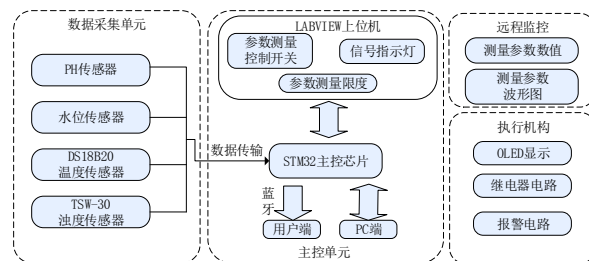 数据采集单元
PH传感器
水位传感器
DS18B20
温度传感器
TSW-30
浊度传感器
数据传输
LABVIEW上位机
参数测量
控制开关
信号指示灯
参数测量限度
STM32主控芯片
蓝
牙
用户端
PC端
主控单元
远程监控
测量参数数值
测量参数
波形图
执行机构
OLED显示
继电器电路
报警电路